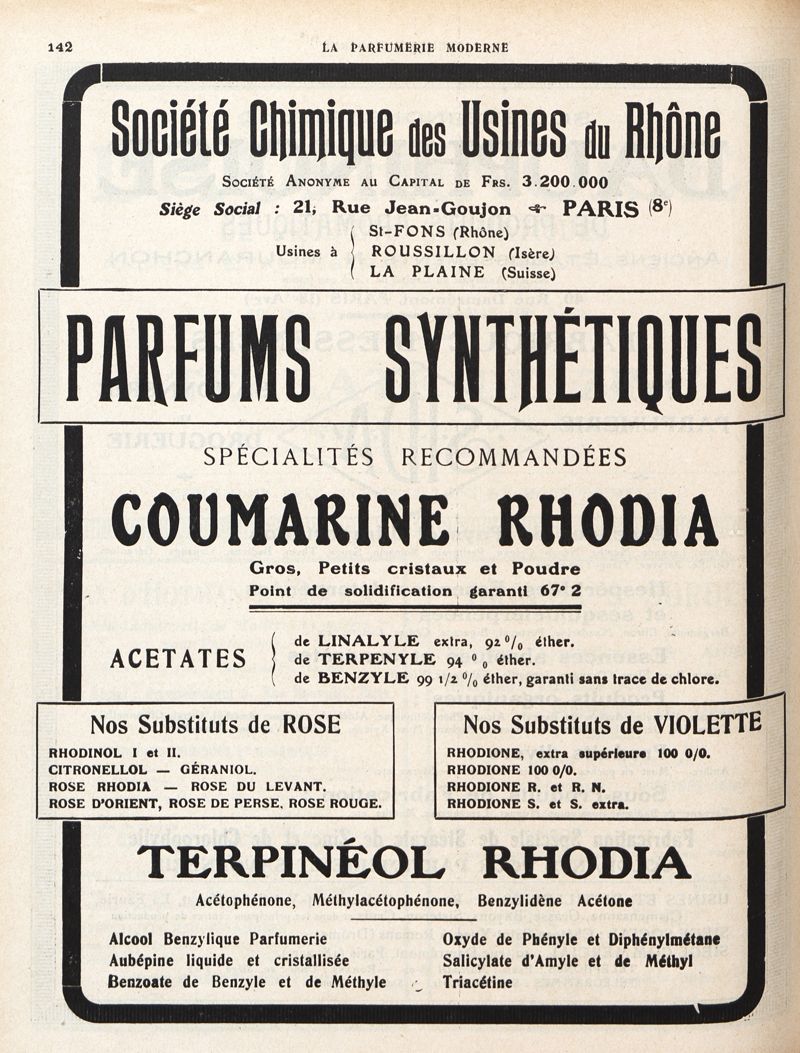 142
LA PARFUMERIE MODERNE
Société Chimique des Usines du Rhône
Société Anonyme au Capital de Frs. 3.200.000
Siège Social : 21, Rue Jean-Goujon PARIS (8e)
Usines à
St-FONS (Rhône)
ROUSSILLON (Isère)
LA PLAINE (Suisse)
PARFUMS SYNTHÉTIQUES
SPÉCIALITÉS RECOMMANDÉES
COUMARINE RHODIA
Gros, Petits cristaux et Poudre
Point de solidification garanti 67° 2
ACETATES
de LINALYLE extra, 92 % éther.
de TERPENYLE 94 % éther.
de BENZYLE 99 1/2 % éther, garanti sans trace de chlore.
Nos Substituts de ROSE
RHODINOL I et II.
CITRONELLOL — GÉRANIOL.
ROSE RHODIA — ROSE DU LEVANT.
ROSE D'ORIENT, ROSE DE PERSE, ROSE ROUGE.
Nos Substituts de VIOLETTE
RHODIONE, extra supérieure 100 0/0.
RHODIONE 100 0/0.
RHODIONE R. et R. N.
RHODIONE S. et S. extra.
TERPINÉOL RHODIA
Acétophénone, Méthylacétophénone, Benzylidène Acétone
Alcool Benzylique Parfumerie
Aubépine liquide et cristallisée
Benzoate de Benzyle et de Méthyle
Oxyde de Phényle et Diphénylmétane
Salicylate d'Amyle et de Méthyl
Triacétine